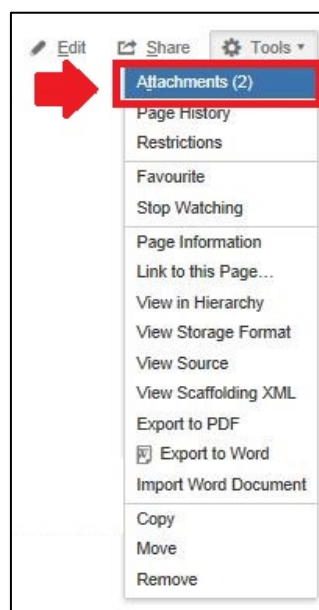 Edit Share Tools
Attachments (2)
Page History
Restrictions
Favourite
Stop Watching
Page Information
Link to this Page...
View in Hierarchy
View Storage Format
View Source
View Scaffolding XML
Export to PDF
Export to Word
Import Word Document
Copy
Move
Remove